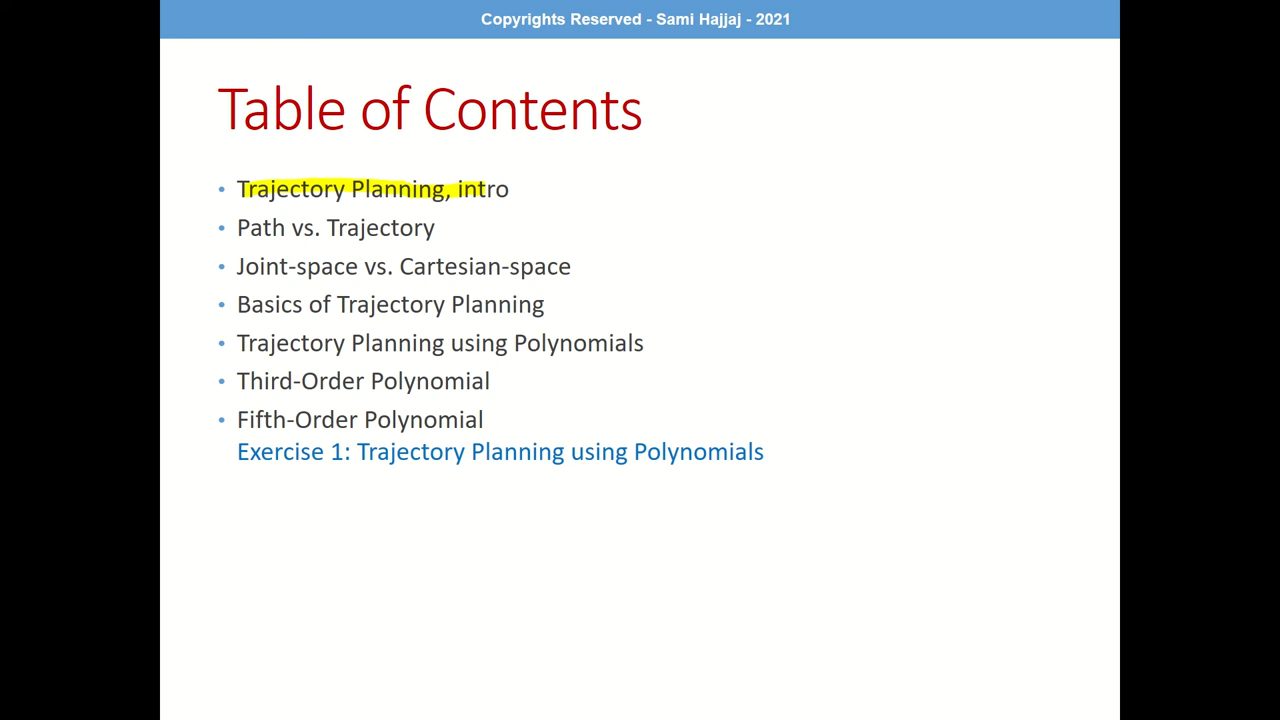 Copyrights Reserved - Sami Hajjaj - 2021
Table of Contents
• Trajectory Planning, intro
• Path vs. Trajectory
• Joint-space vs. Cartesian-space
• Basics of Trajectory Planning
• Trajectory Planning using Polynomials
• Third-Order Polynomial
• Fifth-Order Polynomial
Exercise 1: Trajectory Planning using Polynomials